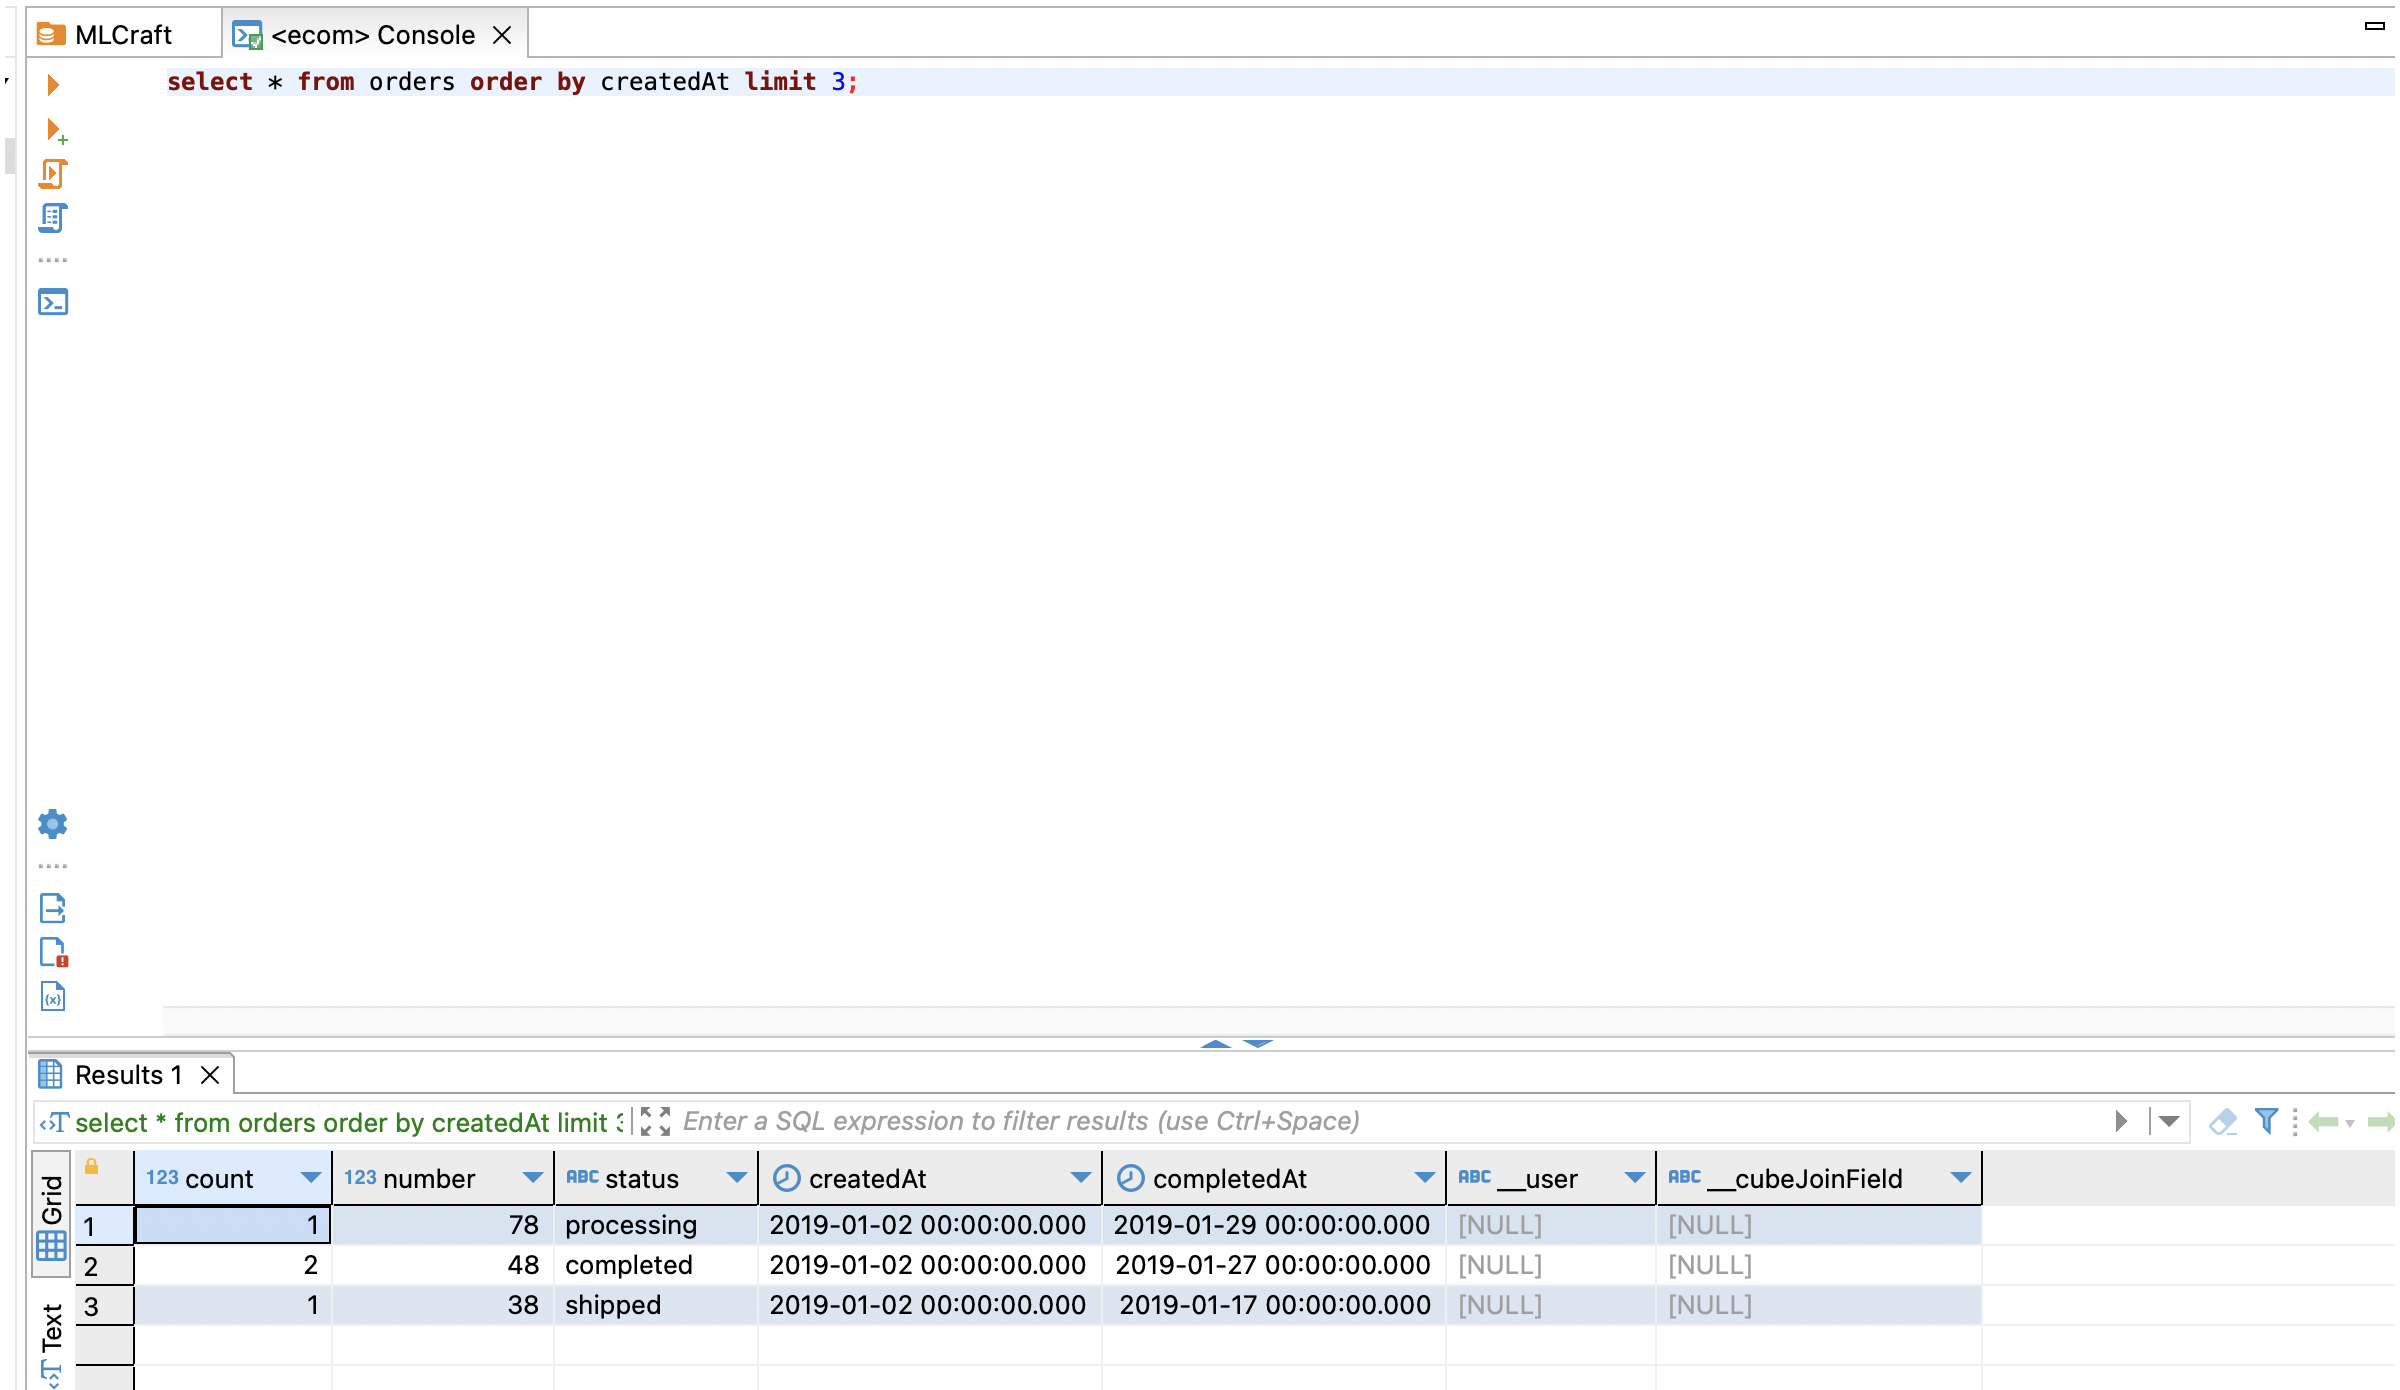 MLCraft
<ecom> Console
select * from orders order by createdAt limit 3;
Results 1
select * from orders order by createdAt limit 3
Enter a SQL expression to filter results (use Ctrl+Space)
Grid
Text
123 count 123 number ABC status createdAt completedAt ABC __user ABC __cubeJoinField
1 1 78 processing 2019-01-02 00:00:00.000 2019-01-29 00:00:00.000 [NULL] [NULL]
2 2 48 completed 2019-01-02 00:00:00.000 2019-01-27 00:00:00.000 [NULL] [NULL]
3 1 38 shipped 2019-01-02 00:00:00.000 2019-01-17 00:00:00.000 [NULL] [NULL]